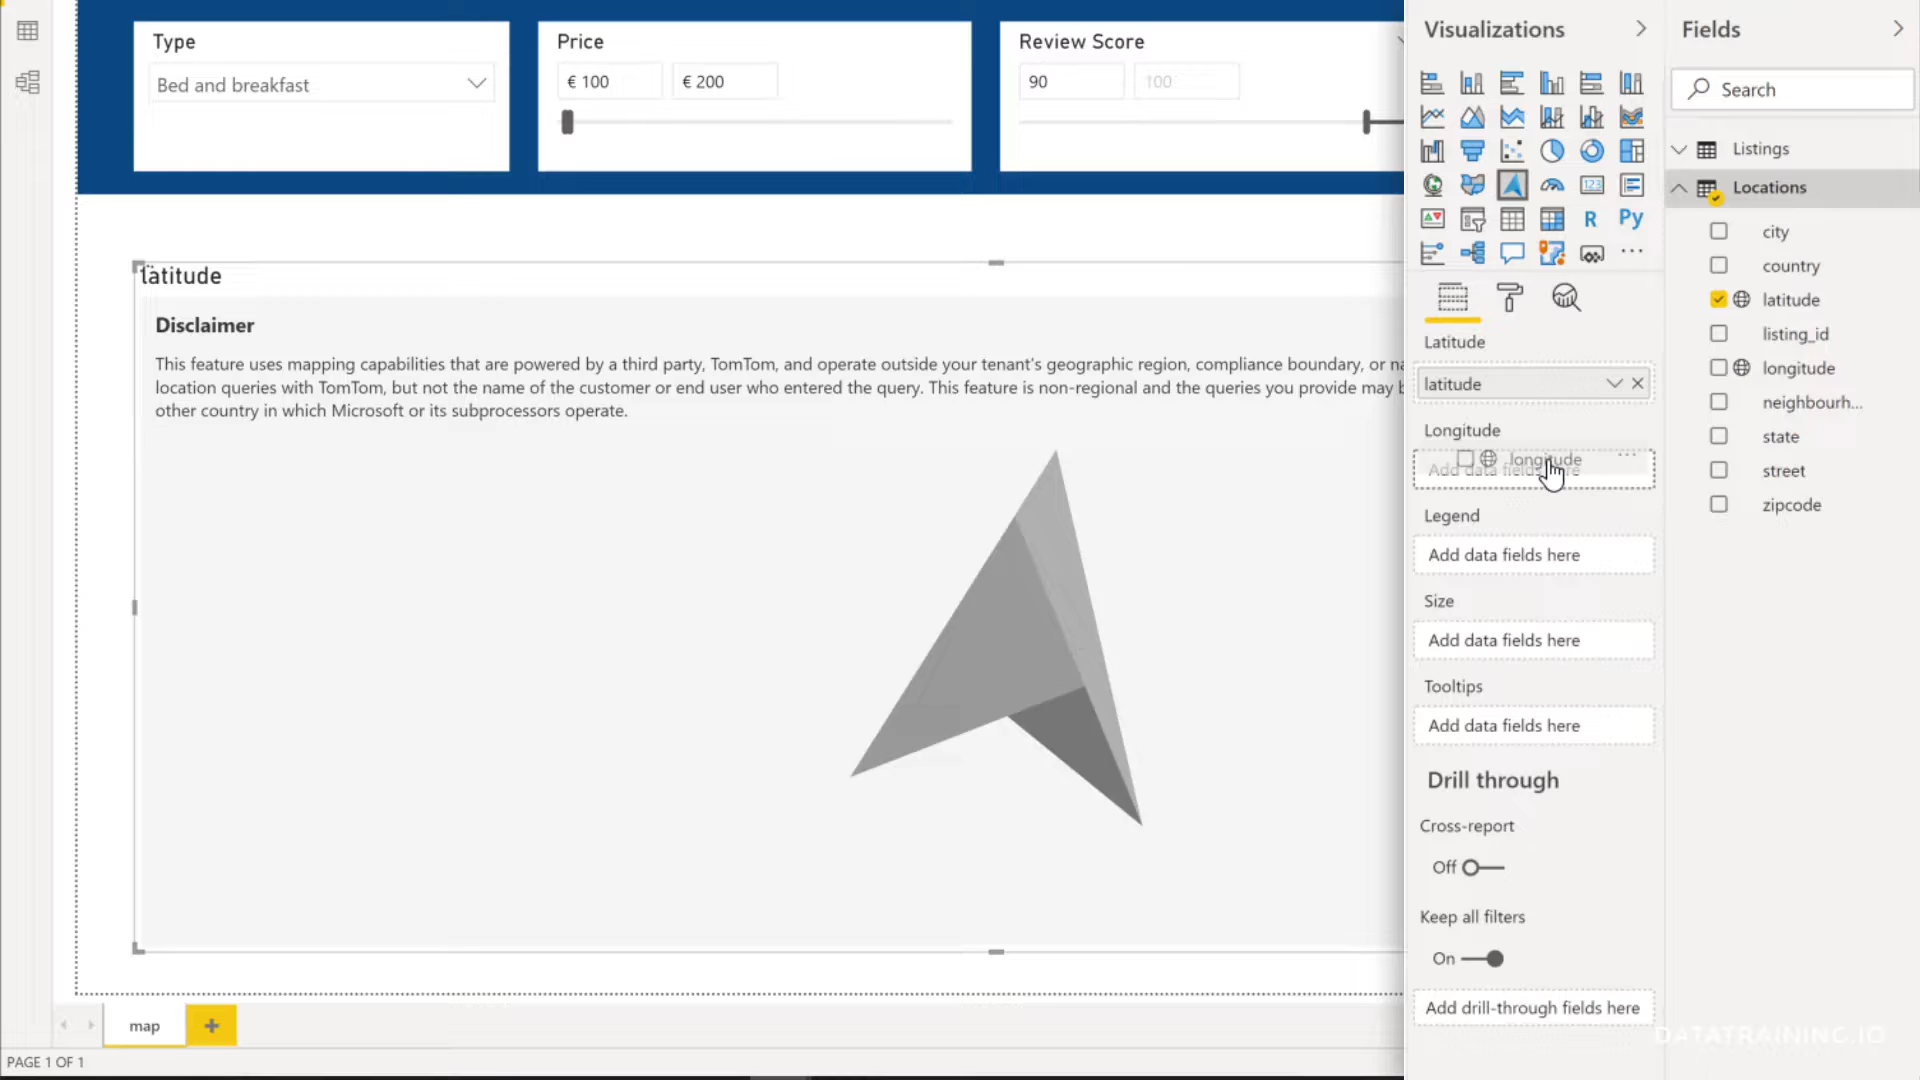 Type
Bed and breakfast
Price
€ 100
€ 200
Review Score
90
100
latitude
Disclaimer
This feature uses mapping capabilities that are powered by a third party, TomTom, and operate outside your tenant's geographic region, compliance boundary, or na
location queries with TomTom, but not the name of the customer or end user who entered the query. This feature is non-regional and the queries you provide may b
other country in which Microsoft or its subprocessors operate.
map
+
PAGE 1 OF 1
Visualizations
123
R
Py
Latitude
latitude
Longitude
longitude
Add data fields here
Legend
Add data fields here
Size
Add data fields here
Tooltips
Add data fields here
Drill through
Cross-report
Off
Keep all filters
On
Add drill-through fields here
Fields
Search
Listings
Locations
city
country
latitude
listing_id
longitude
neighbourh...
state
street
zipcode
DATATRAINING.IO